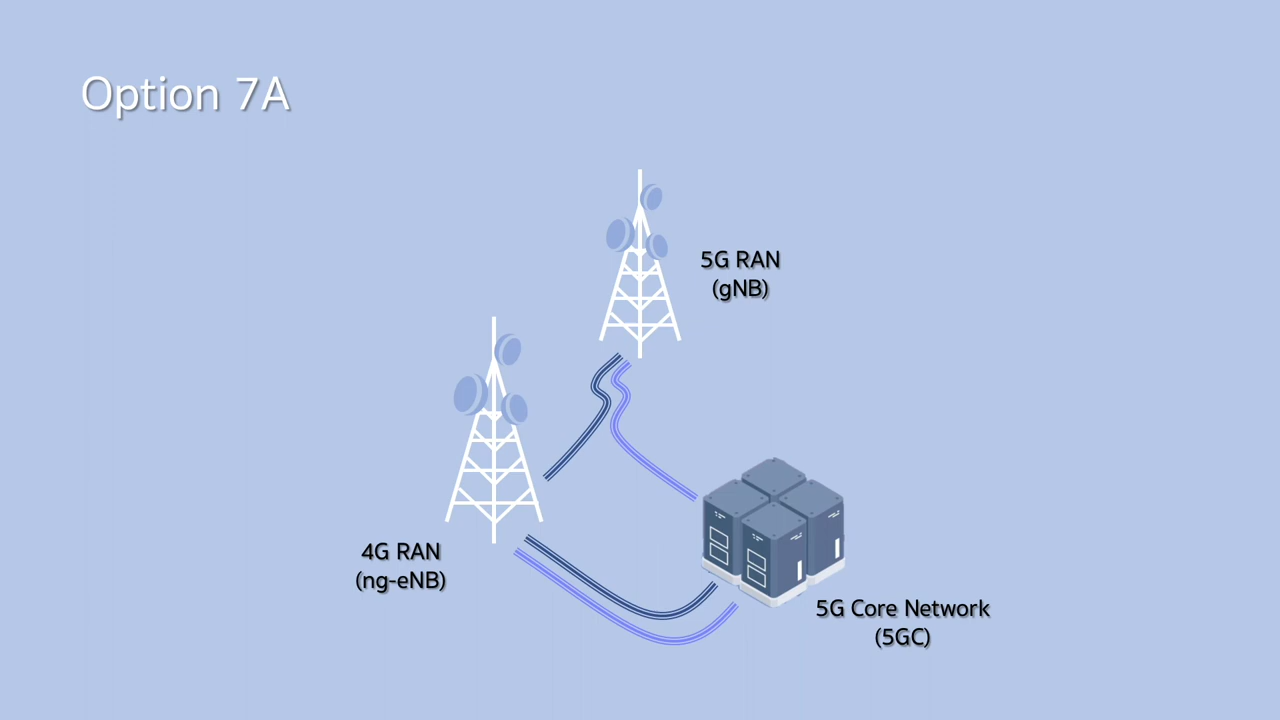 Option 7A
5G RAN
(gNB)
4G RAN
(ng-eNB)
5G Core Network
(5GC)